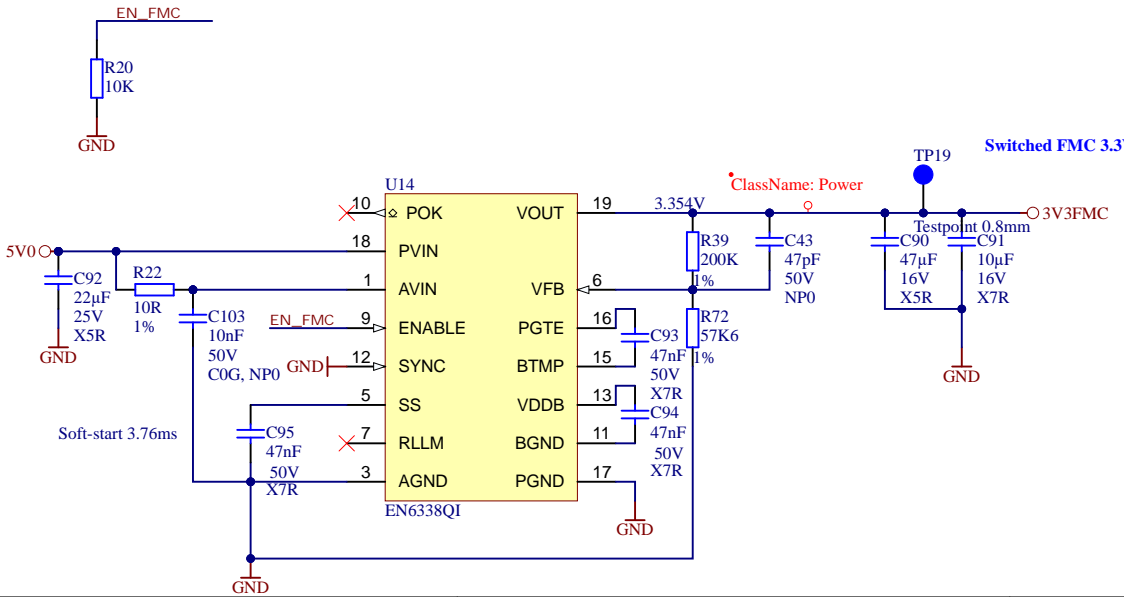 EN_FMC
R20
10K
GND
Switched FMC 3.3
TP19
ClassName: Power
U14
10
POK
VOUT
19
3.354V
3V3FMC
Testpoint 0.8mm
5V0
18
PVIN
R39
200K
1%
C43
47pF
50V
NP0
C90
47µF
16V
X5R
C91
10µF
16V
X7R
C92
22µF
25V
X5R
GND
R22
10R
1%
1
AVIN
VFB
6
C103
10nF
50V
C0G, NP0
EN_FMC
9
ENABLE
PGTE
16
C93
47nF
50V
X7R
R72
57K6
1%
GND
12
SYNC
BTMP
15
GND
5
SS
VDDB
13
C94
47nF
50V
X7R
Soft-start 3.76ms
C95
47nF
50V
X7R
7
RLLM
BGND
11
3
AGND
PGND
17
EN6338QI
GND
GND